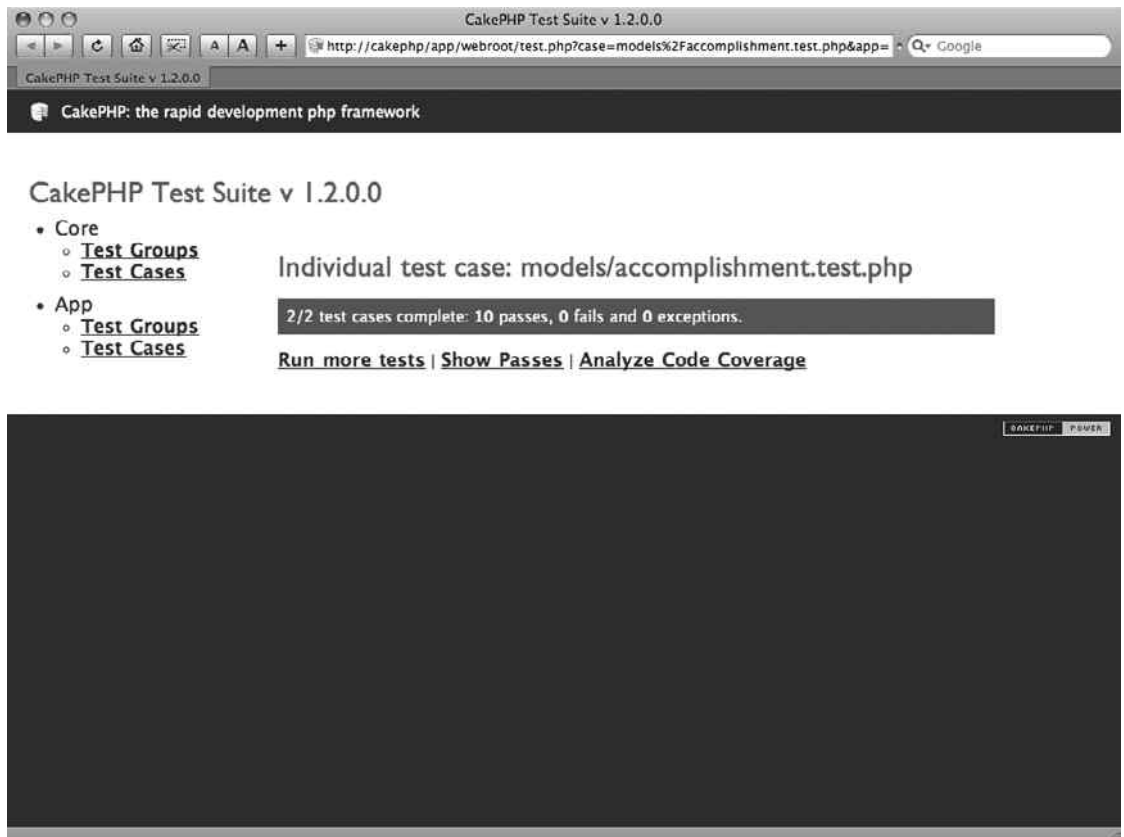 CakePHP Test Suite v 1.2.0.0
A A + http://cakephp/app/webroot/test.php?case=models%2Faccomplishment.test.php&app= Q Google
CakePHP Test Suite v 1.2.0.0
CakePHP: the rapid development php framework
CakePHP Test Suite v 1.2.0.0
• Core
◦ Test Groups
◦ Test Cases
• App
◦ Test Groups
◦ Test Cases
Individual test case: models/accomplishment.test.php
2/2 test cases complete: 10 passes, 0 fails and 0 exceptions.
Run more tests | Show Passes | Analyze Code Coverage
CAKEPHP POWER